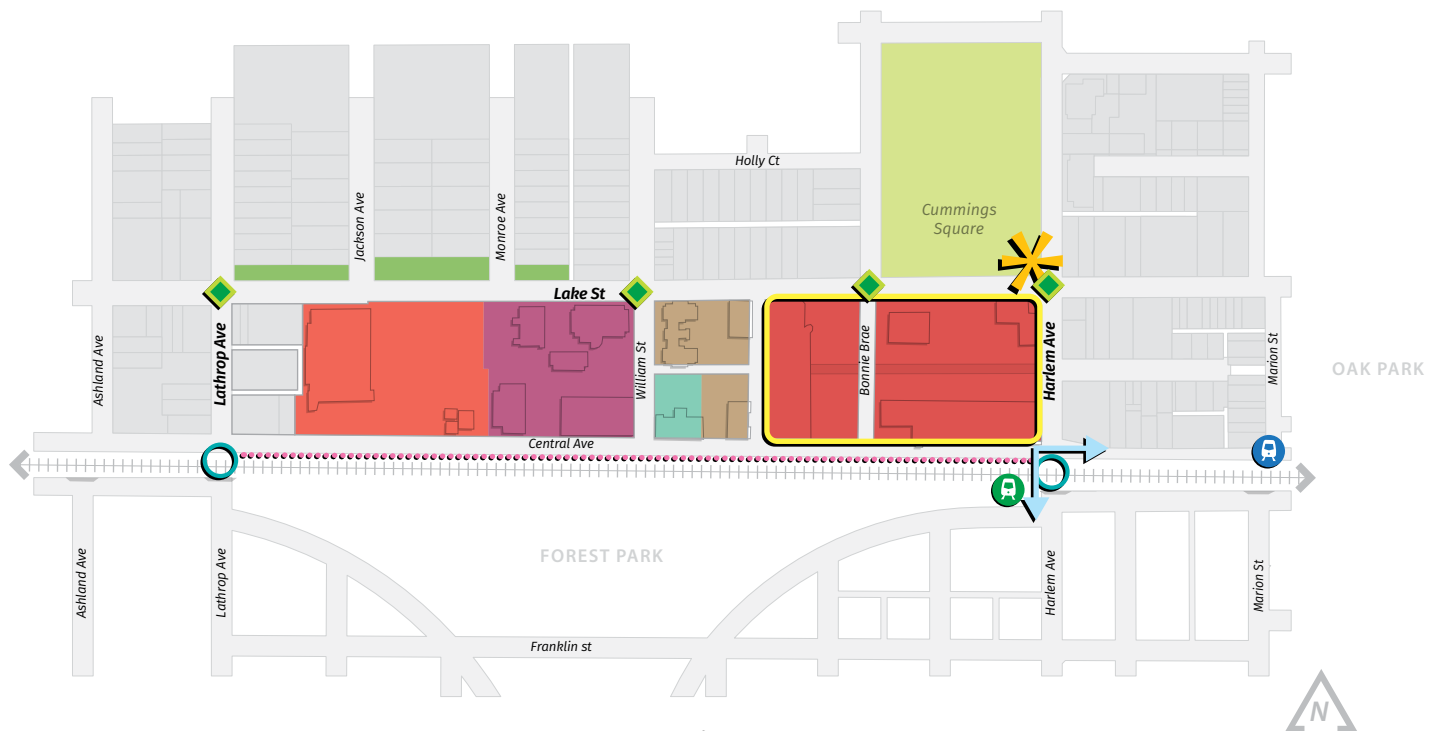 Holly Ct
Cummings
Square
Jackson Ave
Monroe Ave
Lake St
Ashland Ave
Lathrop Ave
William St
Bonnie Brae
Harlem Ave
Marion St
OAK PARK
Central Ave
FOREST PARK
Ashland Ave
Lathrop Ave
Harlem Ave
Marion St
Franklin st
N